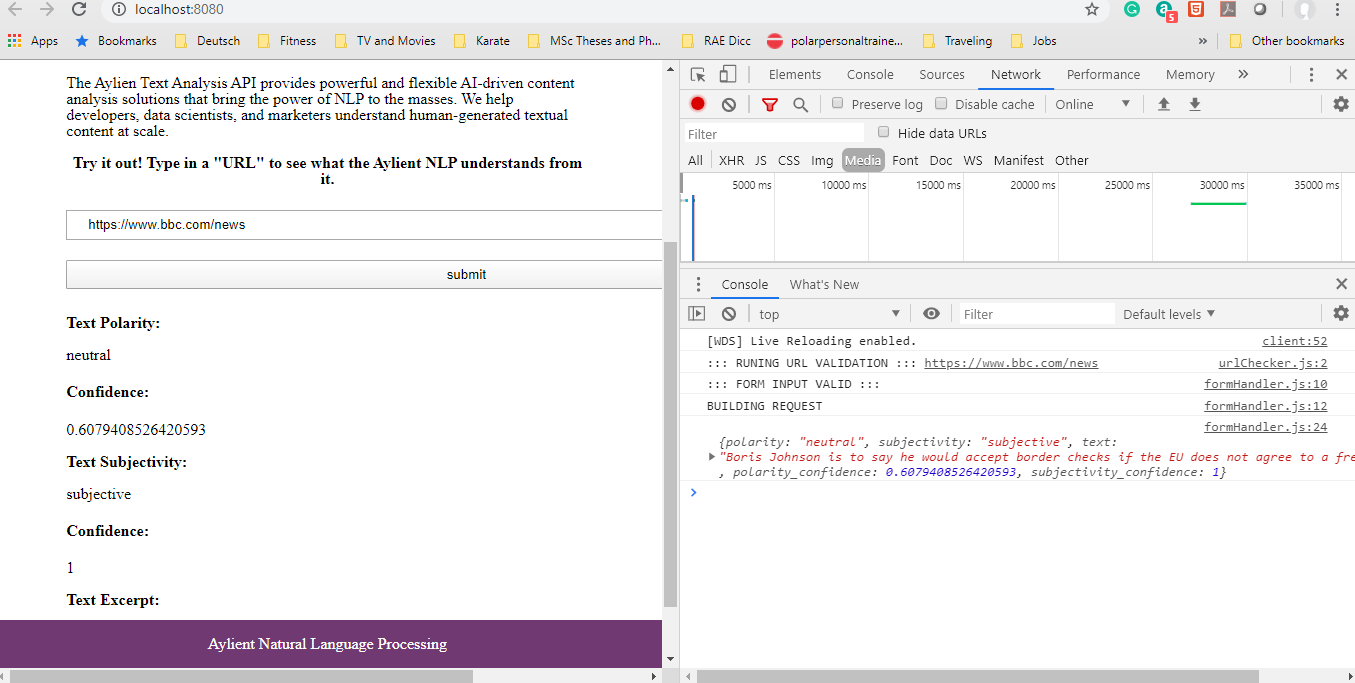 localhost:8080
5
Apps Bookmarks Deutsch Fitness TV and Movies Karate MSc Theses and Ph... RAE Dicc polarpersonaltraine... Traveling Jobs » Other bookmarks
The Aylien Text Analysis API provides powerful and flexible AI-driven content
analysis solutions that bring the power of NLP to the masses. We help
developers, data scientists, and marketers understand human-generated textual
content at scale.
Try it out! Type in a "URL" to see what the Aylient NLP understands from
it.
https://www.bbc.com/news
submit
Text Polarity:
neutral
Confidence:
0.6079408526420593
Text Subjectivity:
subjective
Confidence:
1
Text Excerpt:
Aylient Natural Language Processing
Elements Console Sources Network Performance Memory »
Preserve log Disable cache Online
Filter Hide data URLs
All XHR JS CSS Img Media Font Doc WS Manifest Other
5000 ms 10000 ms 15000 ms 20000 ms 25000 ms 30000 ms 35000 ms
Console What's New
top Filter Default levels
[WDS] Live Reloading enabled. client:52
::: RUNING URL VALIDATION ::: https://www.bbc.com/news urlChecker.js:2
::: FORM INPUT VALID ::: formHandler.js:10
BUILDING REQUEST formHandler.js:12
formHandler.js:24
{polarity: "neutral", subjectivity: "subjective", text:
"Boris Johnson is to say he would accept border checks if the EU does not agree to a fre
, polarity_confidence: 0.6079408526420593, subjectivity_confidence: 1}